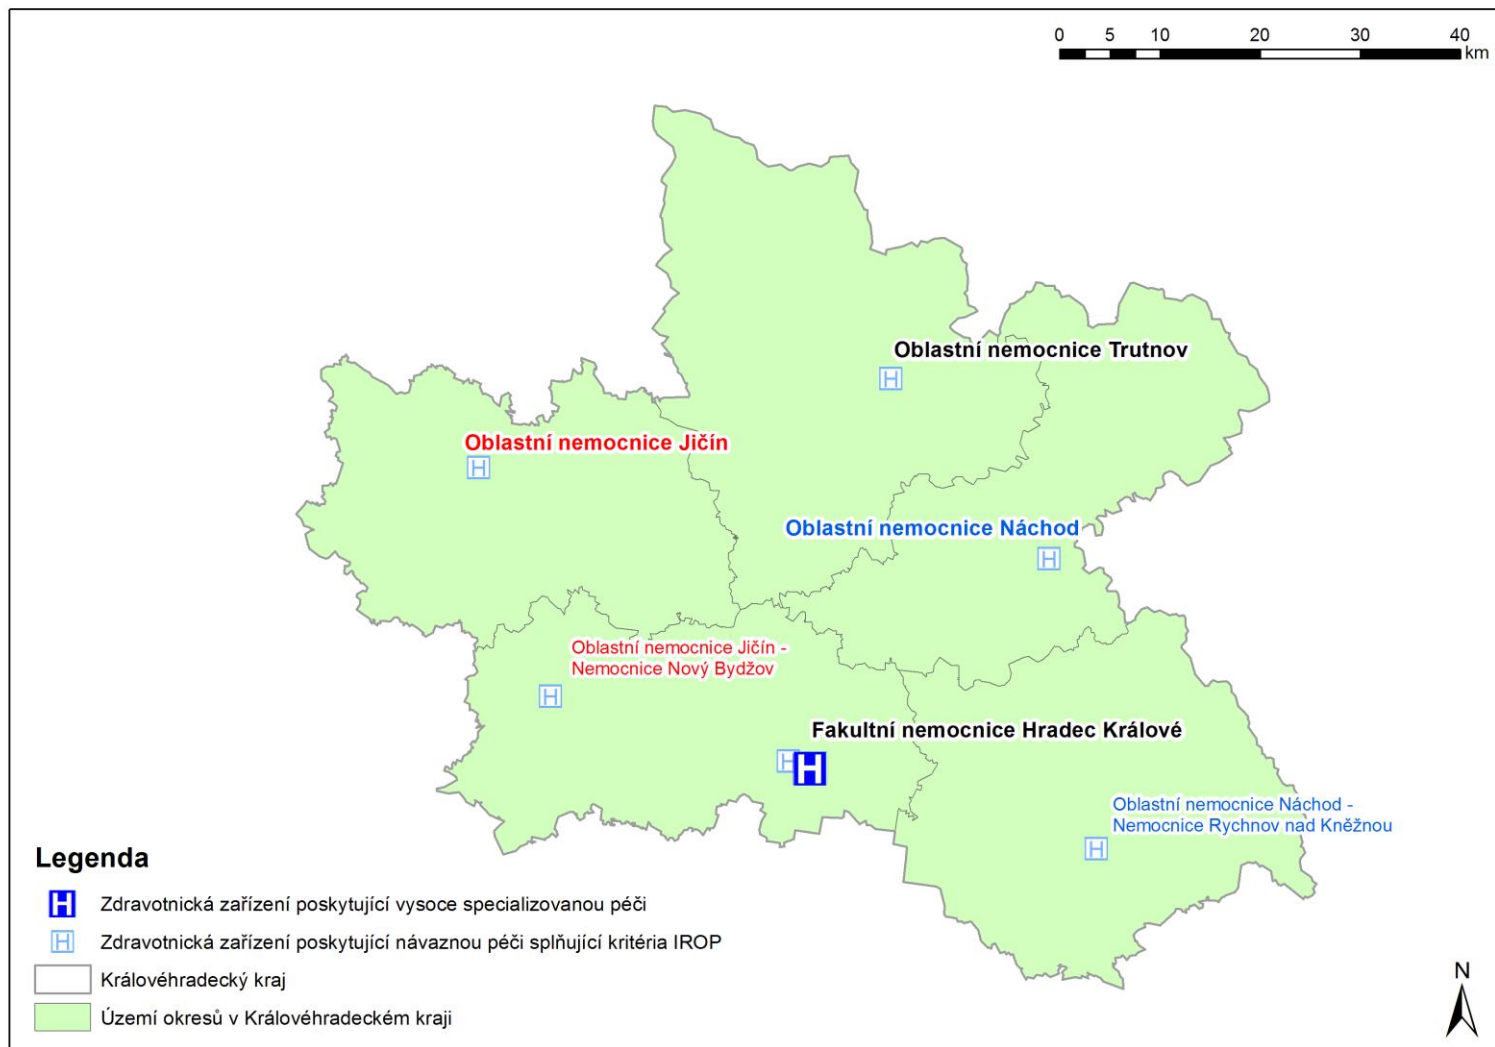 0 5 10 20 30 40
km
Oblastní nemocnice Trutnov
H
Oblastní nemocnice Jičín
H
Oblastní nemocnice Náchod
H
Oblastní nemocnice Jičín -
Nemocnice Nový Bydžov
H
Fakultní nemocnice Hradec Králové
H H
Oblastní nemocnice Náchod -
Nemocnice Rychnov nad Kněžnou
H
Legenda
H Zdravotnická zařízení poskytující vysoce specializovanou péči
H Zdravotnická zařízení poskytující návaznou péči splňující kritéria IROP
Královéhradecký kraj
Území okresů v Královéhradeckém kraji
N